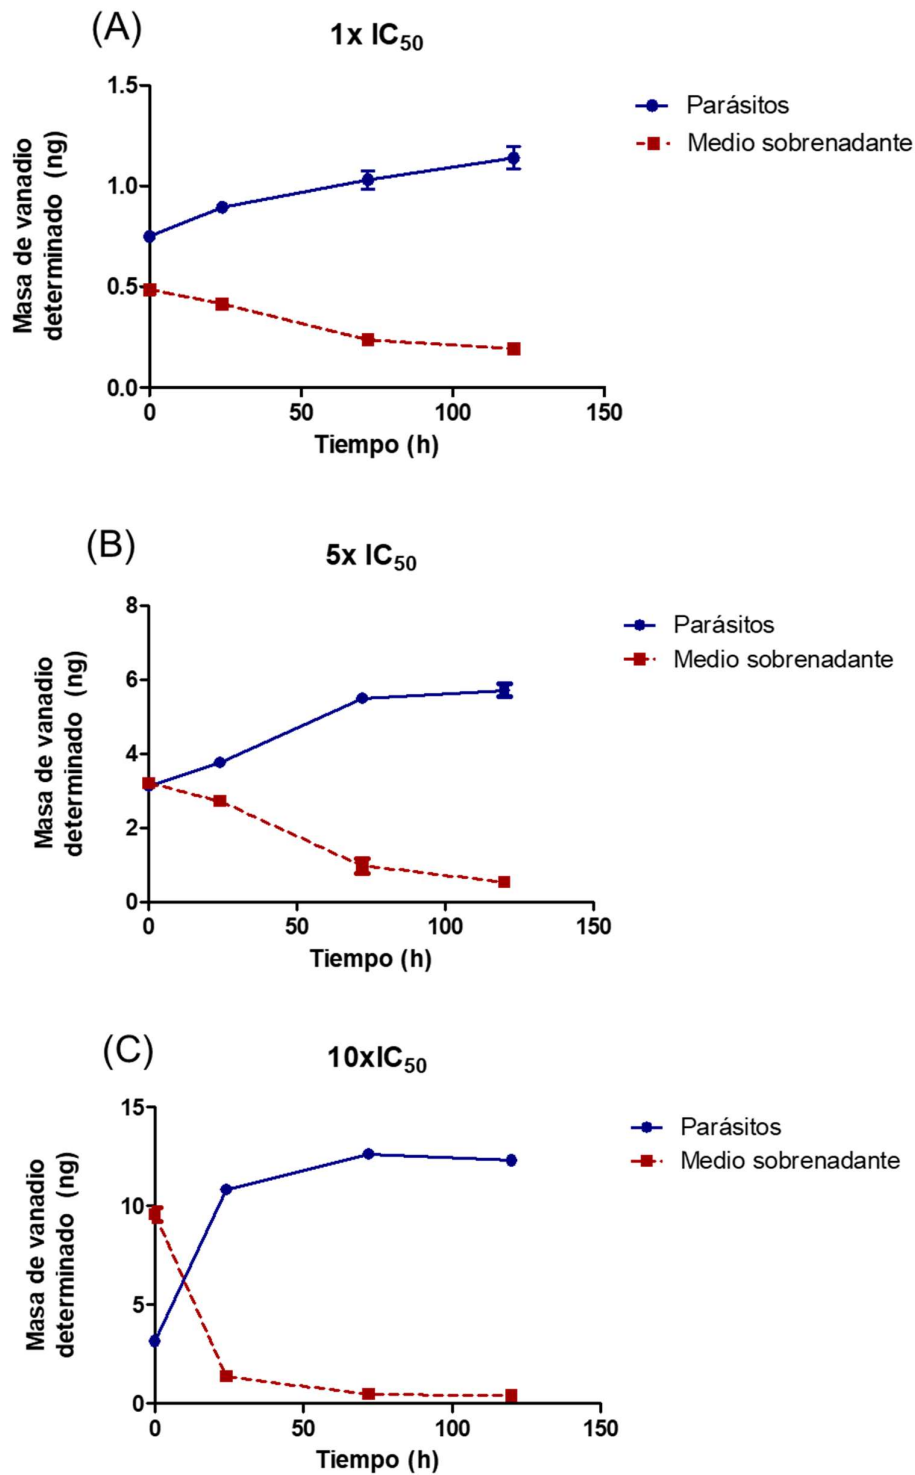 (A)
1x IC50
Masa de vanadio
determinado (ng)
1.5
1.0
0.5
0.0
0
50
100
150
Tiempo (h)
Parásitos
Medio sobrenadante
(B)
5x IC50
Masa de vanadio
determinado (ng)
8
6
4
2
0
0
50
100
150
Tiempo (h)
Parásitos
Medio sobrenadante
(C)
10xIC50
Masa de vanadio
determinado (ng)
15
10
5
0
0
50
100
150
Tiempo (h)
Parásitos
Medio sobrenadante